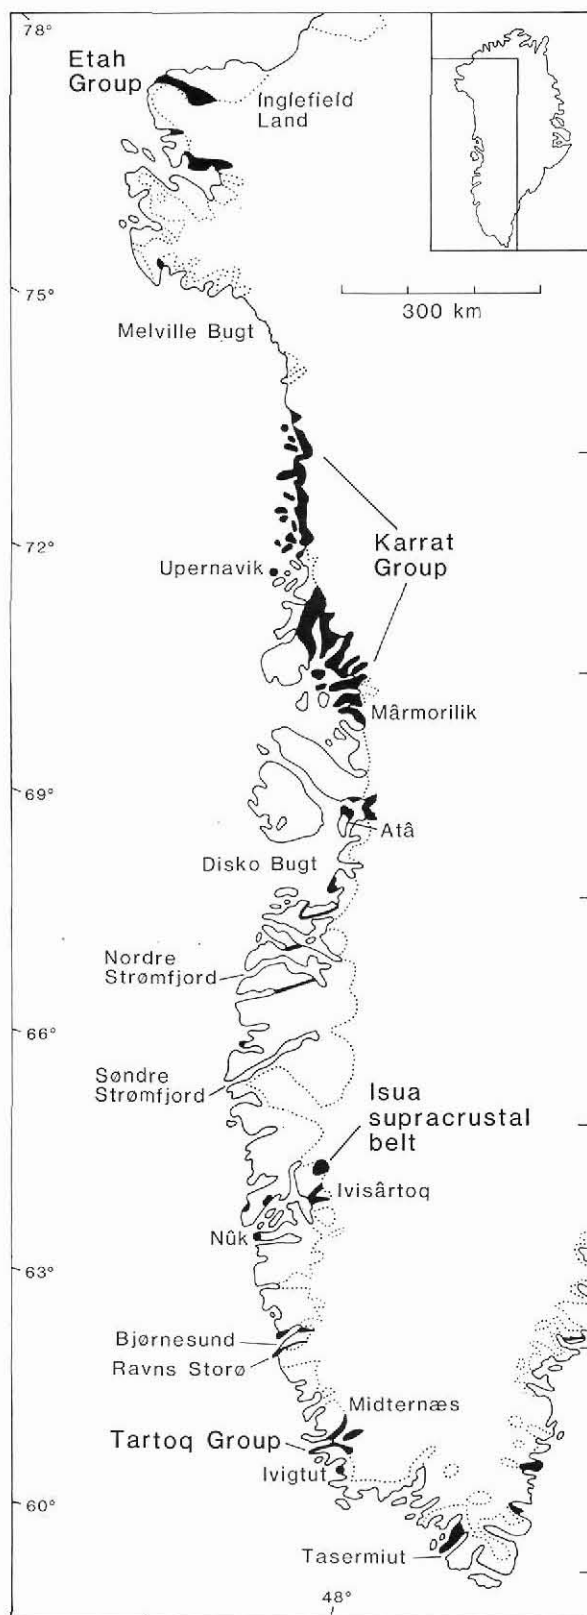 78°
Etah
Group
Inglefield
Land
75°
300 km
Melville Bugt
72°
Karrat
Group
Upernavik
Mârmorilik
69°
Atâ
Disko Bugt
Nordre
Strømfjord
66°
Søndre
Strømfjord
Isua
supracrustal
belt
Ivisârtoq
Nûk
63°
Bjørnesund
Ravns Storø
Midternæs
Tartoq Group
Ivigtut
60°
Tasermiut
48°